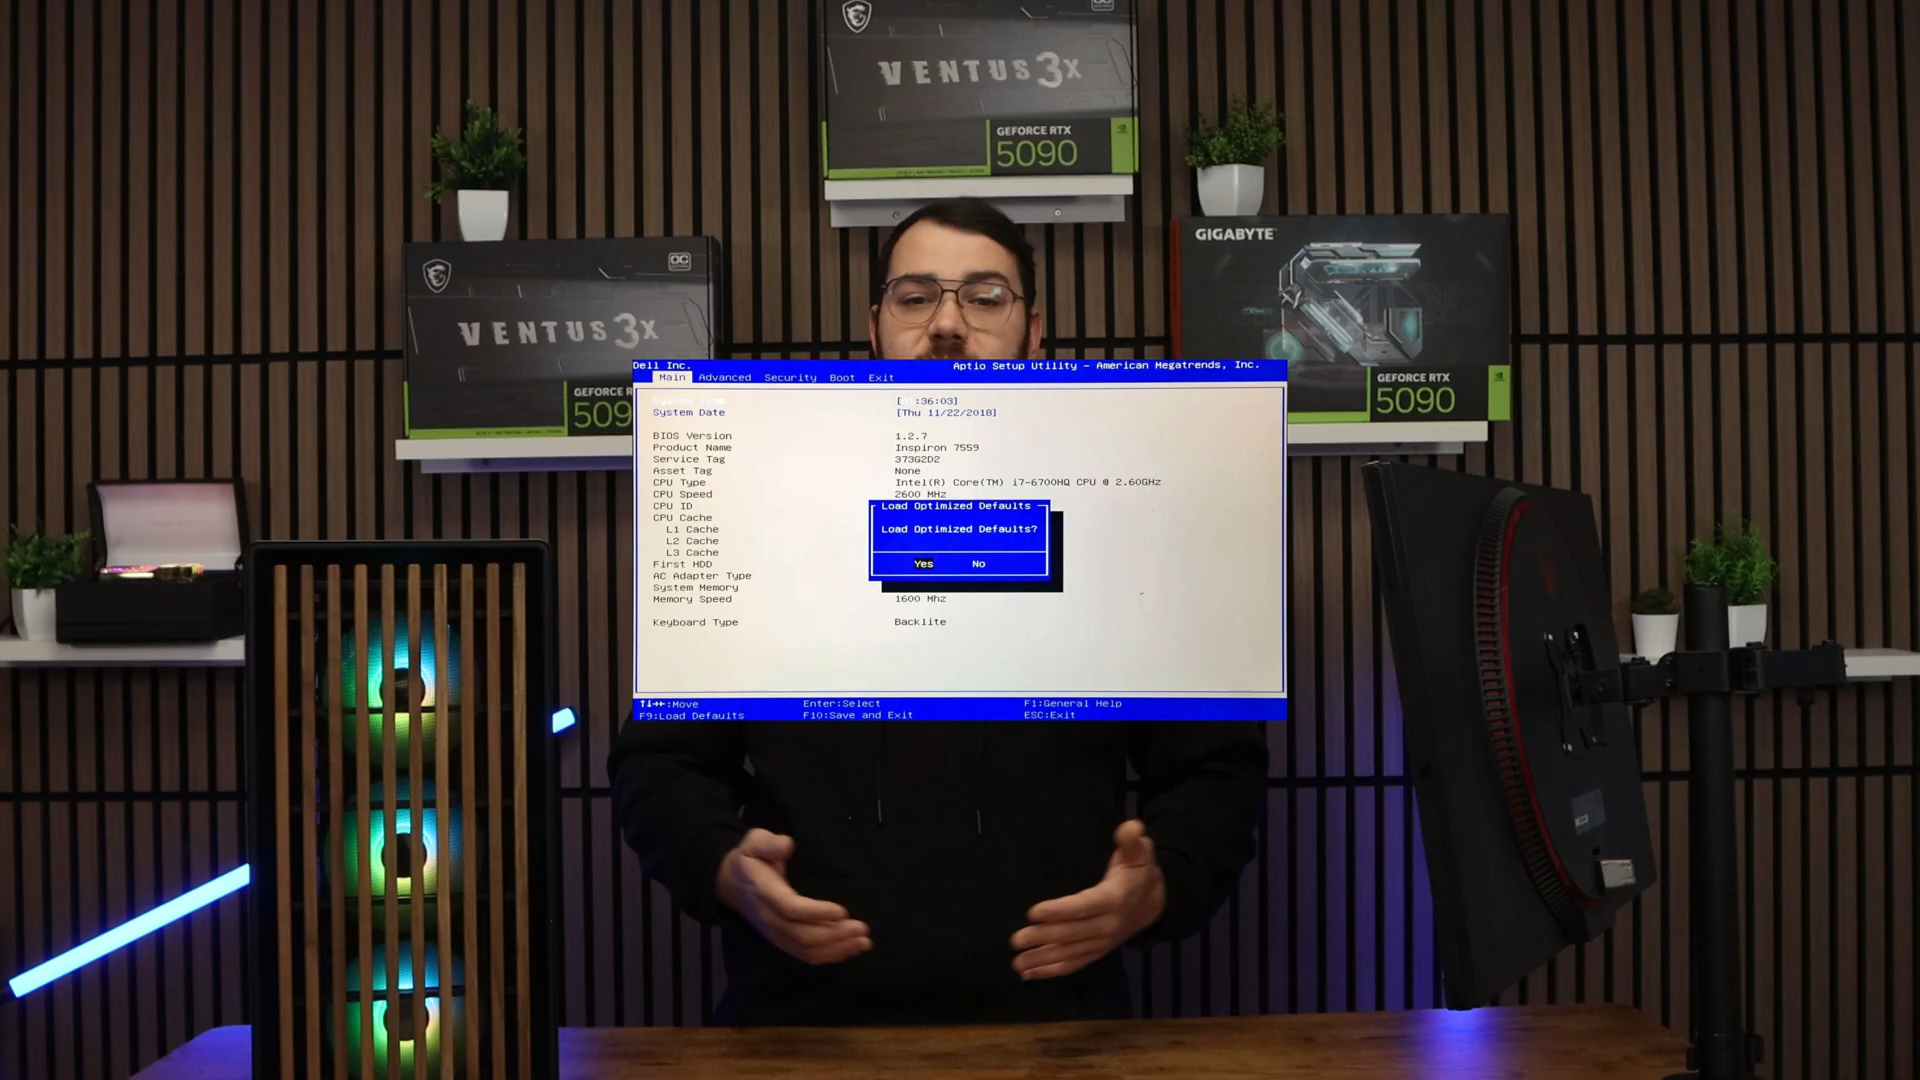 VENTUS 3X
GEFORCE RTX
5090
OC
VENTUS 3X
GEFORCE R
509
GIGABYTE
GEFORCE RTX
5090
Dell Inc.
Aptio Setup Utility - American Megatrends, Inc.
Main Advanced Security Boot Exit
:36:03]
System Date [Thu 11/22/2018]
BIOS Version 1.2.7
Product Name Inspiron 7559
Service Tag 373G2D2
Asset Tag None
CPU Type Intel(R) Core(TM) i7-6700HQ CPU @ 2.60GHz
CPU Speed 2600 MHz
CPU ID
CPU Cache
L1 Cache
L2 Cache
L3 Cache
First HDD
AC Adapter Type
System Memory
Memory Speed 1600 Mhz
Keyboard Type Backlite
Load Optimized Defaults
Load Optimized Defaults?
Yes No
↑↓→←:Move Enter:Select F1:General Help
F9:Load Defaults F10:Save and Exit ESC:Exit